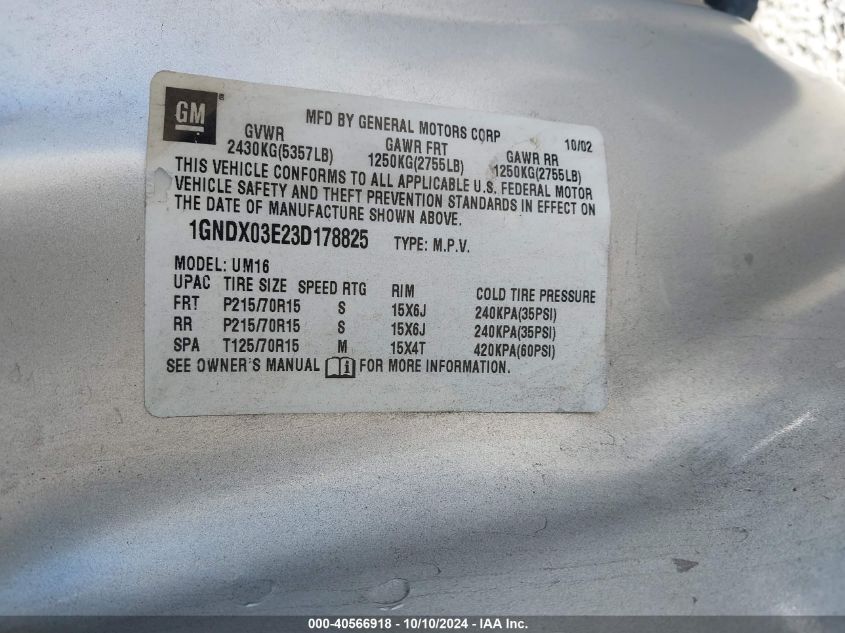 GM
MFD BY GENERAL MOTORS CORP 10/02
GVWR GAWR FRT GAWR RR
2430KG(5357LB) 1250KG(2755LB) 1250KG(2755LB)
THIS VEHICLE CONFORMS TO ALL APPLICABLE U.S. FEDERAL MOTOR
VEHICLE SAFETY AND THEFT PREVENTION STANDARDS IN EFFECT ON
THE DATE OF MANUFACTURE SHOWN ABOVE.
1GNDX03E23D178825 TYPE: M.P.V.
MODEL: UM16
UPAC TIRE SIZE SPEED RTG RIM COLD TIRE PRESSURE
FRT P215/70R15 S 15X6J 240KPA(35PSI)
RR P215/70R15 S 15X6J 240KPA(35PSI)
SPA T125/70R15 M 15X4T 420KPA(60PSI)
SEE OWNER'S MANUAL FOR MORE INFORMATION.
000-40566918 - 10/10/2024 - IAA Inc.